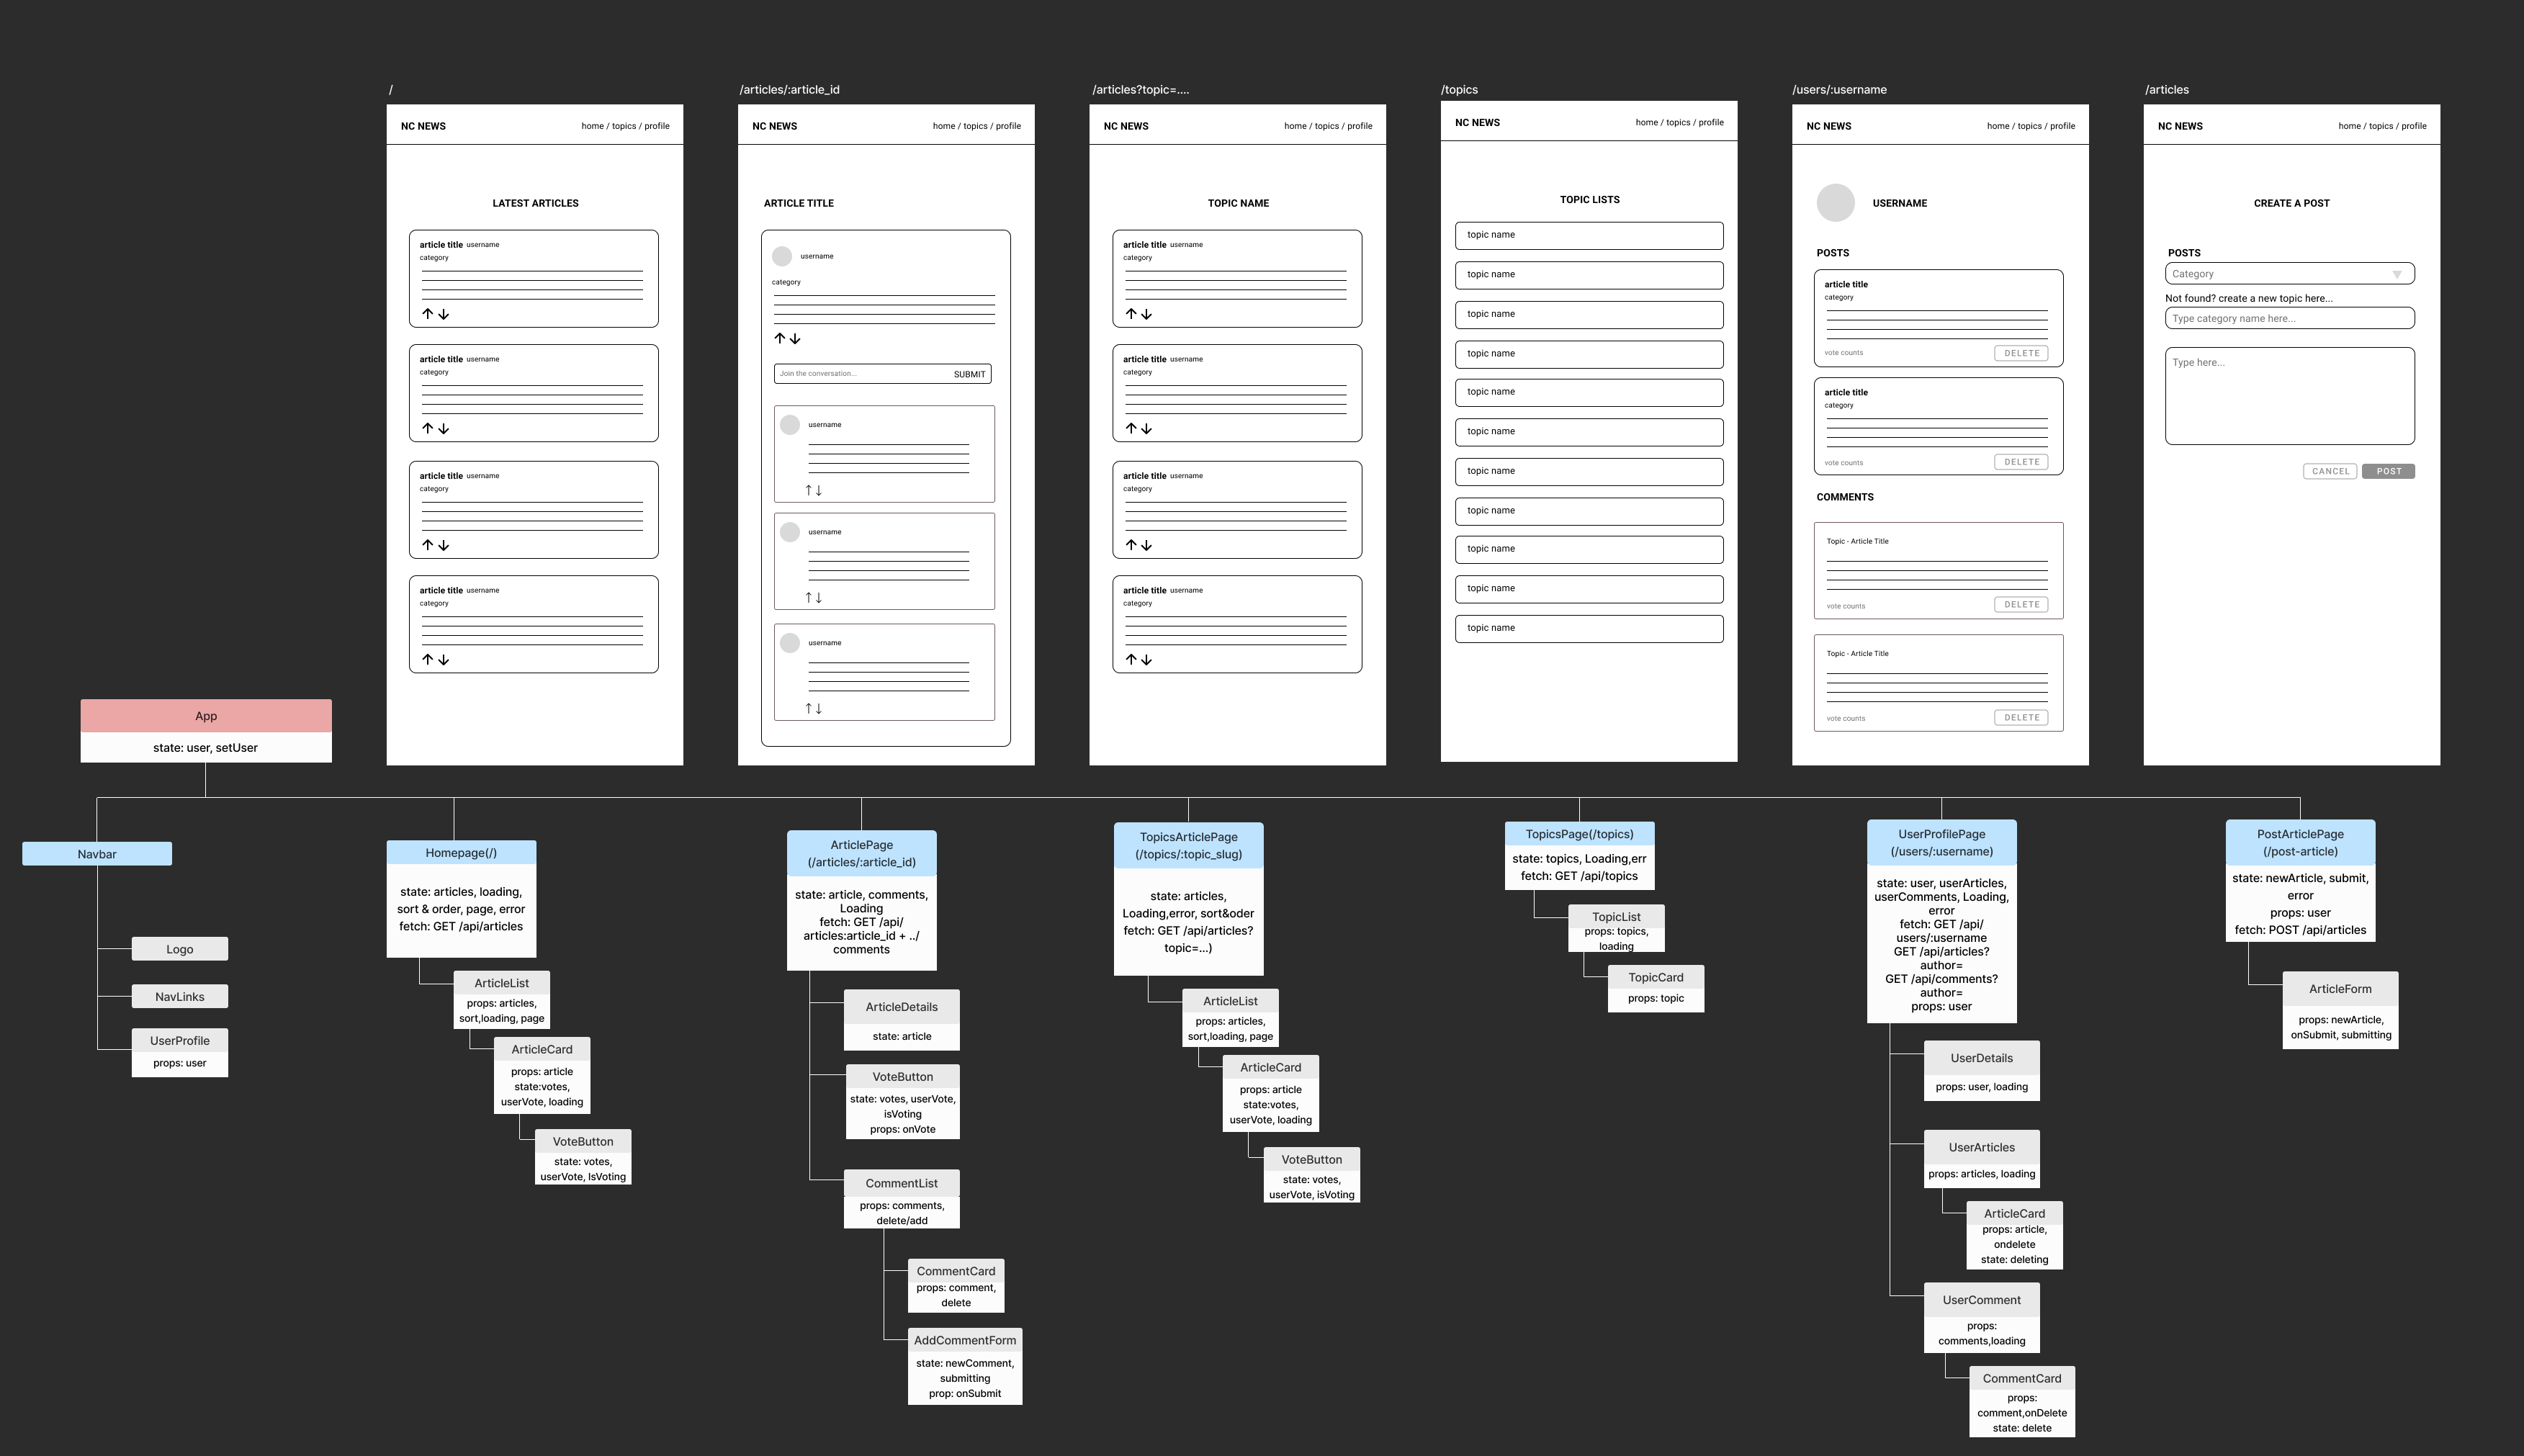 /
NC NEWS
home / topics / profile
LATEST ARTICLES
article title username
category
article title username
category
article title username
category
article title username
category
/articles/:article_id
NC NEWS
home / topics / profile
ARTICLE TITLE
username
category
Join the conversation...
SUBMIT
username
username
username
/articles?topic=....
NC NEWS
home / topics / profile
TOPIC NAME
article title username
category
article title username
category
article title username
category
article title username
category
/topics
NC NEWS
home / topics / profile
TOPIC LISTS
topic name
topic name
topic name
topic name
topic name
topic name
topic name
topic name
topic name
topic name
topic name
/users/:username
NC NEWS
home / topics / profile
USERNAME
POSTS
article title
category
vote counts
DELETE
article title
category
vote counts
DELETE
COMMENTS
Topic - Article Title
vote counts
DELETE
Topic - Article Title
vote counts
DELETE
/articles
NC NEWS
home / topics / profile
CREATE A POST
POSTS
Category
Not found? create a new topic here...
Type category name here...
Type here...
CANCEL
POST
App
state: user, setUser
Navbar
Logo
NavLinks
UserProfile
props: user
Homepage(/)
state: articles, loading,
sort & order, page, error
fetch: GET /api/articles
ArticleList
props: articles,
sort,loading, page
ArticleCard
props: article
state:votes,
userVote, loading
VoteButton
state: votes,
userVote, IsVoting
ArticlePage
(/articles/:article_id)
state: article, comments,
Loading
fetch: GET /api/
articles:article_id + ../
comments
ArticleDetails
state: article
VoteButton
state: votes, userVote,
isVoting
props: onVote
CommentList
props: comments,
delete/add
CommentCard
props: comment,
delete
AddCommentForm
state: newComment,
submitting
prop: onSubmit
TopicsArticlePage
(/topics/:topic_slug)
state: articles,
Loading,error, sort&oder
fetch: GET /api/articles?
topic=...)
ArticleList
props: articles,
sort,loading, page
ArticleCard
props: article
state:votes,
userVote, loading
VoteButton
state: votes,
userVote, isVoting
TopicsPage(/topics)
state: topics, Loading,err
fetch: GET /api/topics
TopicList
props: topics,
loading
TopicCard
props: topic
UserProfilePage
(/users/:username)
state: user, userArticles,
userComments, Loading,
error
fetch: GET /api/
users/:username
GET /api/articles?
author=
GET /api/comments?
author=
props: user
UserDetails
props: user, loading
UserArticles
props: articles, loading
ArticleCard
props: article,
ondelete
state: deleting
UserComment
props:
comments,loading
CommentCard
props:
comment,onDelete
state: delete
PostArticlePage
(/post-article)
state: newArticle, submit,
error
props: user
fetch: POST /api/articles
ArticleForm
props: newArticle,
onSubmit, submitting